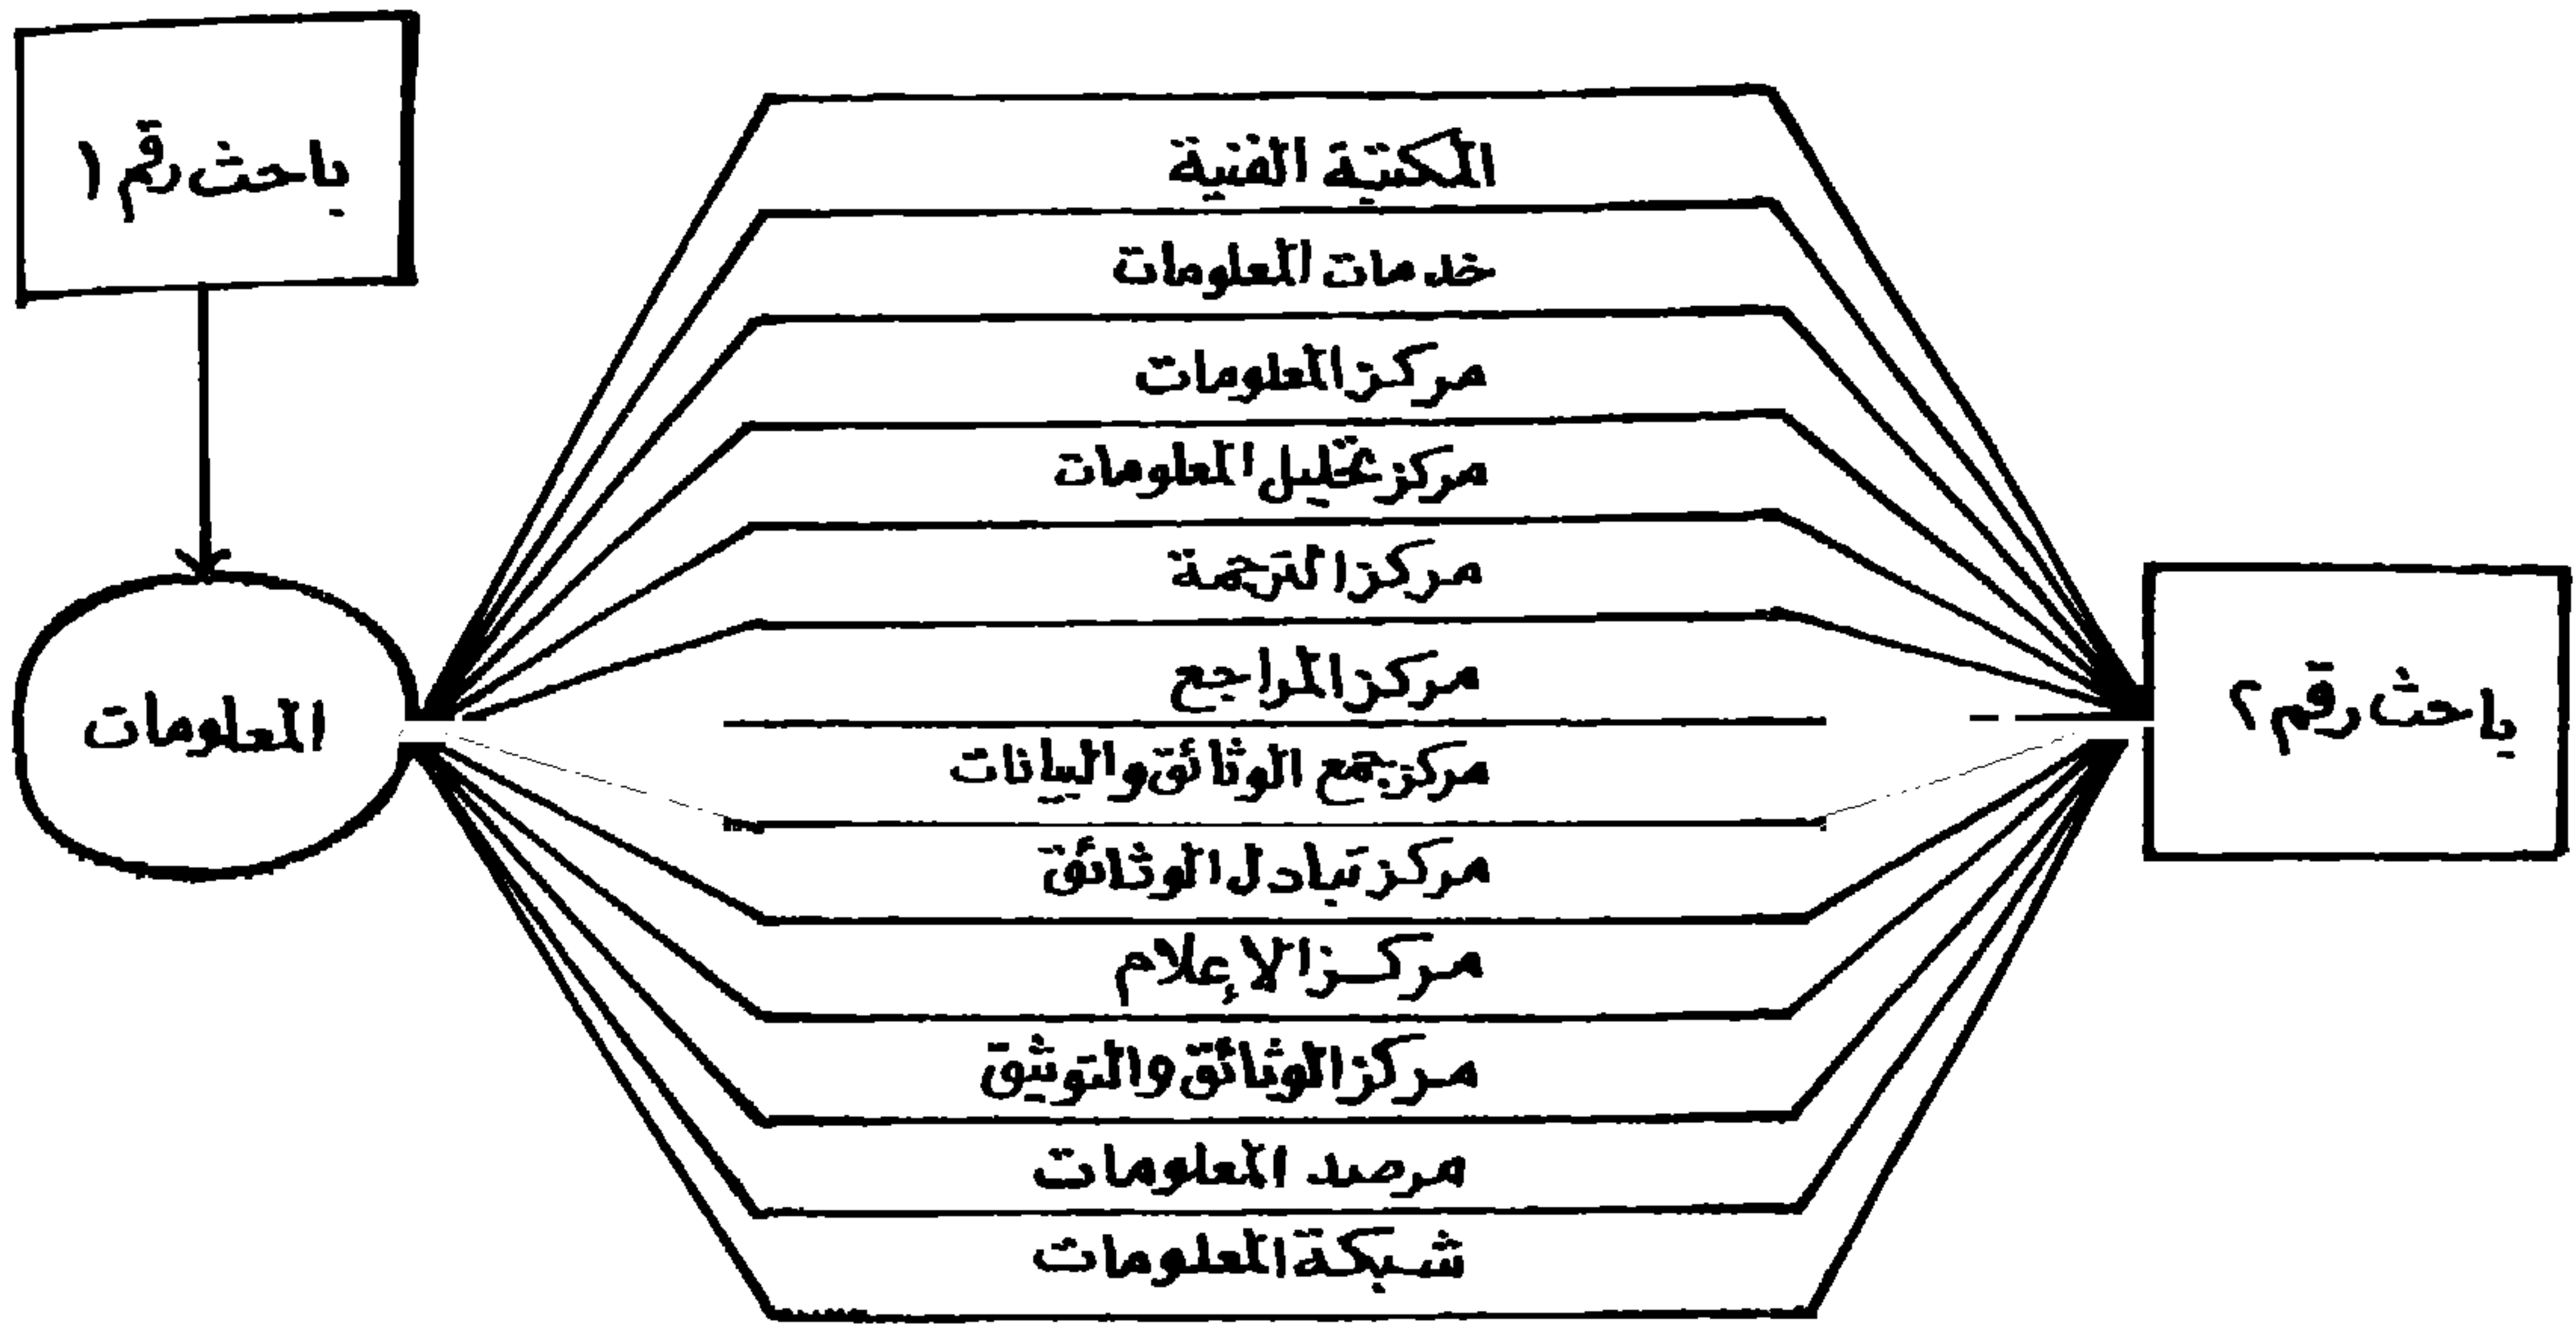 باحث رقم ١
المكتبة الفنية
خدمات المعلومات
مركز المعلومات
مركز تحليل المعلومات
مركز الترجمة
مركز المراجع
مركز جمع الوثائق والبيانات
مركز تبادل الوثائق
مركز الإعلام
مركز الوثائق والتوثيق
مرصد المعلومات
شبكة المعلومات
المعلومات
باحث رقم ٢